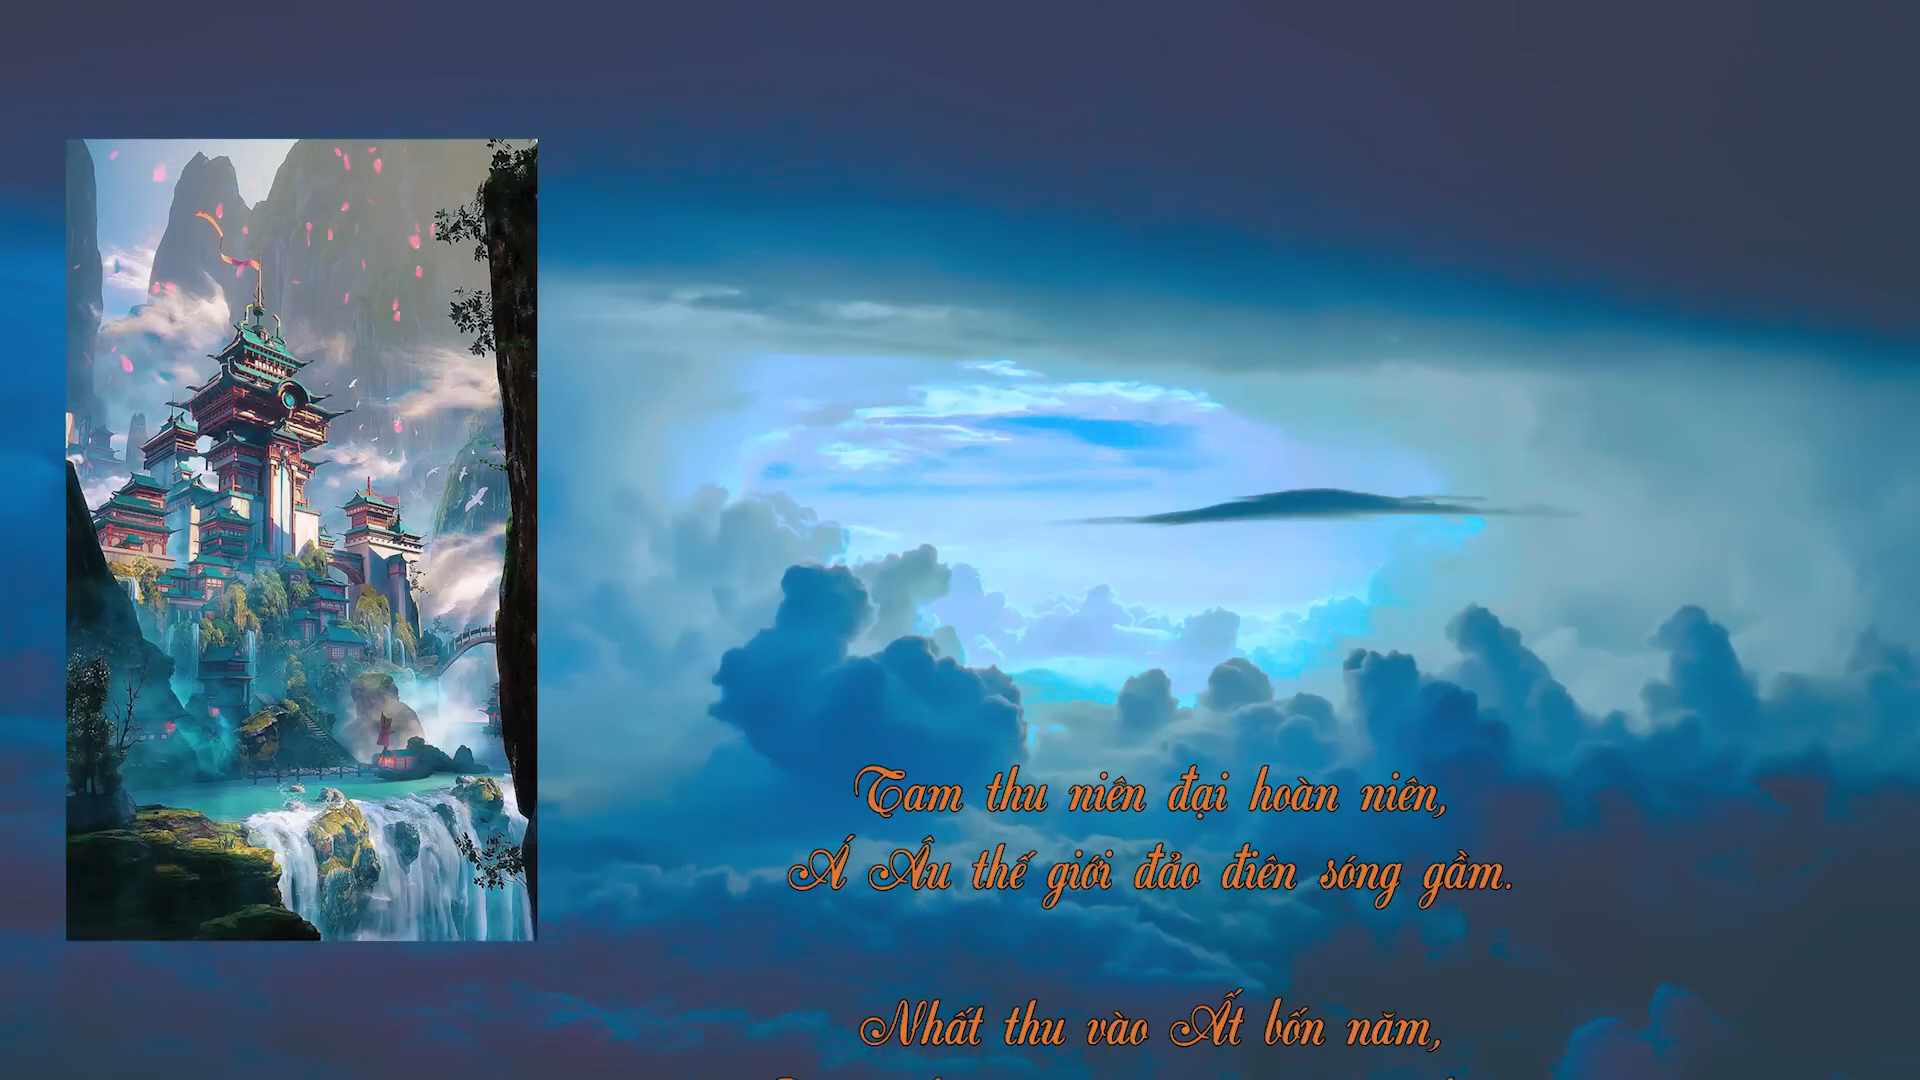 Tam thu niên đại hoàn niên,
Á Âu thế giới đảo điên sóng gầm.
Nhất thu vào Ất bốn năm,